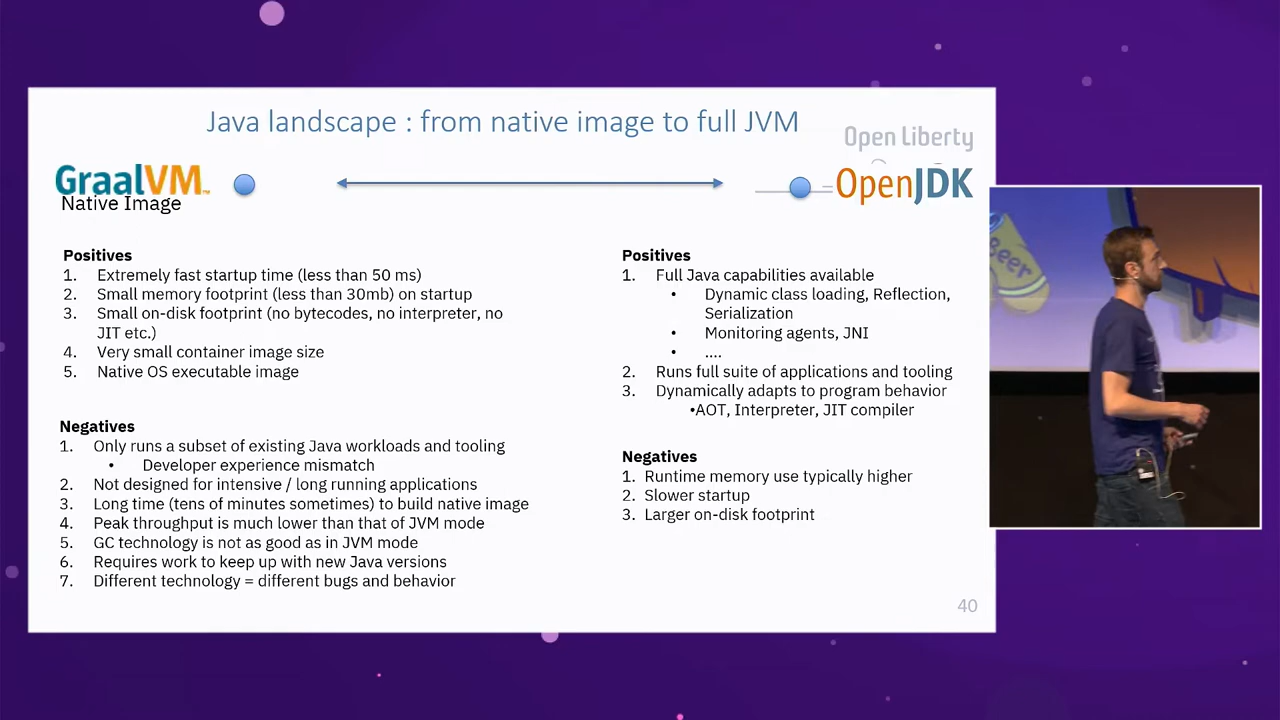 Java landscape : from native image to full JVM
Open Liberty
GraalVM™
Native Image
OpenJDK
Positives
1. Extremely fast startup time (less than 50 ms)
2. Small memory footprint (less than 30mb) on startup
3. Small on-disk footprint (no bytecodes, no interpreter, no
JIT etc.)
4. Very small container image size
5. Native OS executable image
Negatives
1. Only runs a subset of existing Java workloads and tooling
• Developer experience mismatch
2. Not designed for intensive / long running applications
3. Long time (tens of minutes sometimes) to build native image
4. Peak throughput is much lower than that of JVM mode
5. GC technology is not as good as in JVM mode
6. Requires work to keep up with new Java versions
7. Different technology = different bugs and behavior
Positives
1. Full Java capabilities available
• Dynamic class loading, Reflection,
Serialization
• Monitoring agents, JNI
• ....
2. Runs full suite of applications and tooling
3. Dynamically adapts to program behavior
•AOT, Interpreter, JIT compiler
Negatives
1. Runtime memory use typically higher
2. Slower startup
3. Larger on-disk footprint
40
Beer